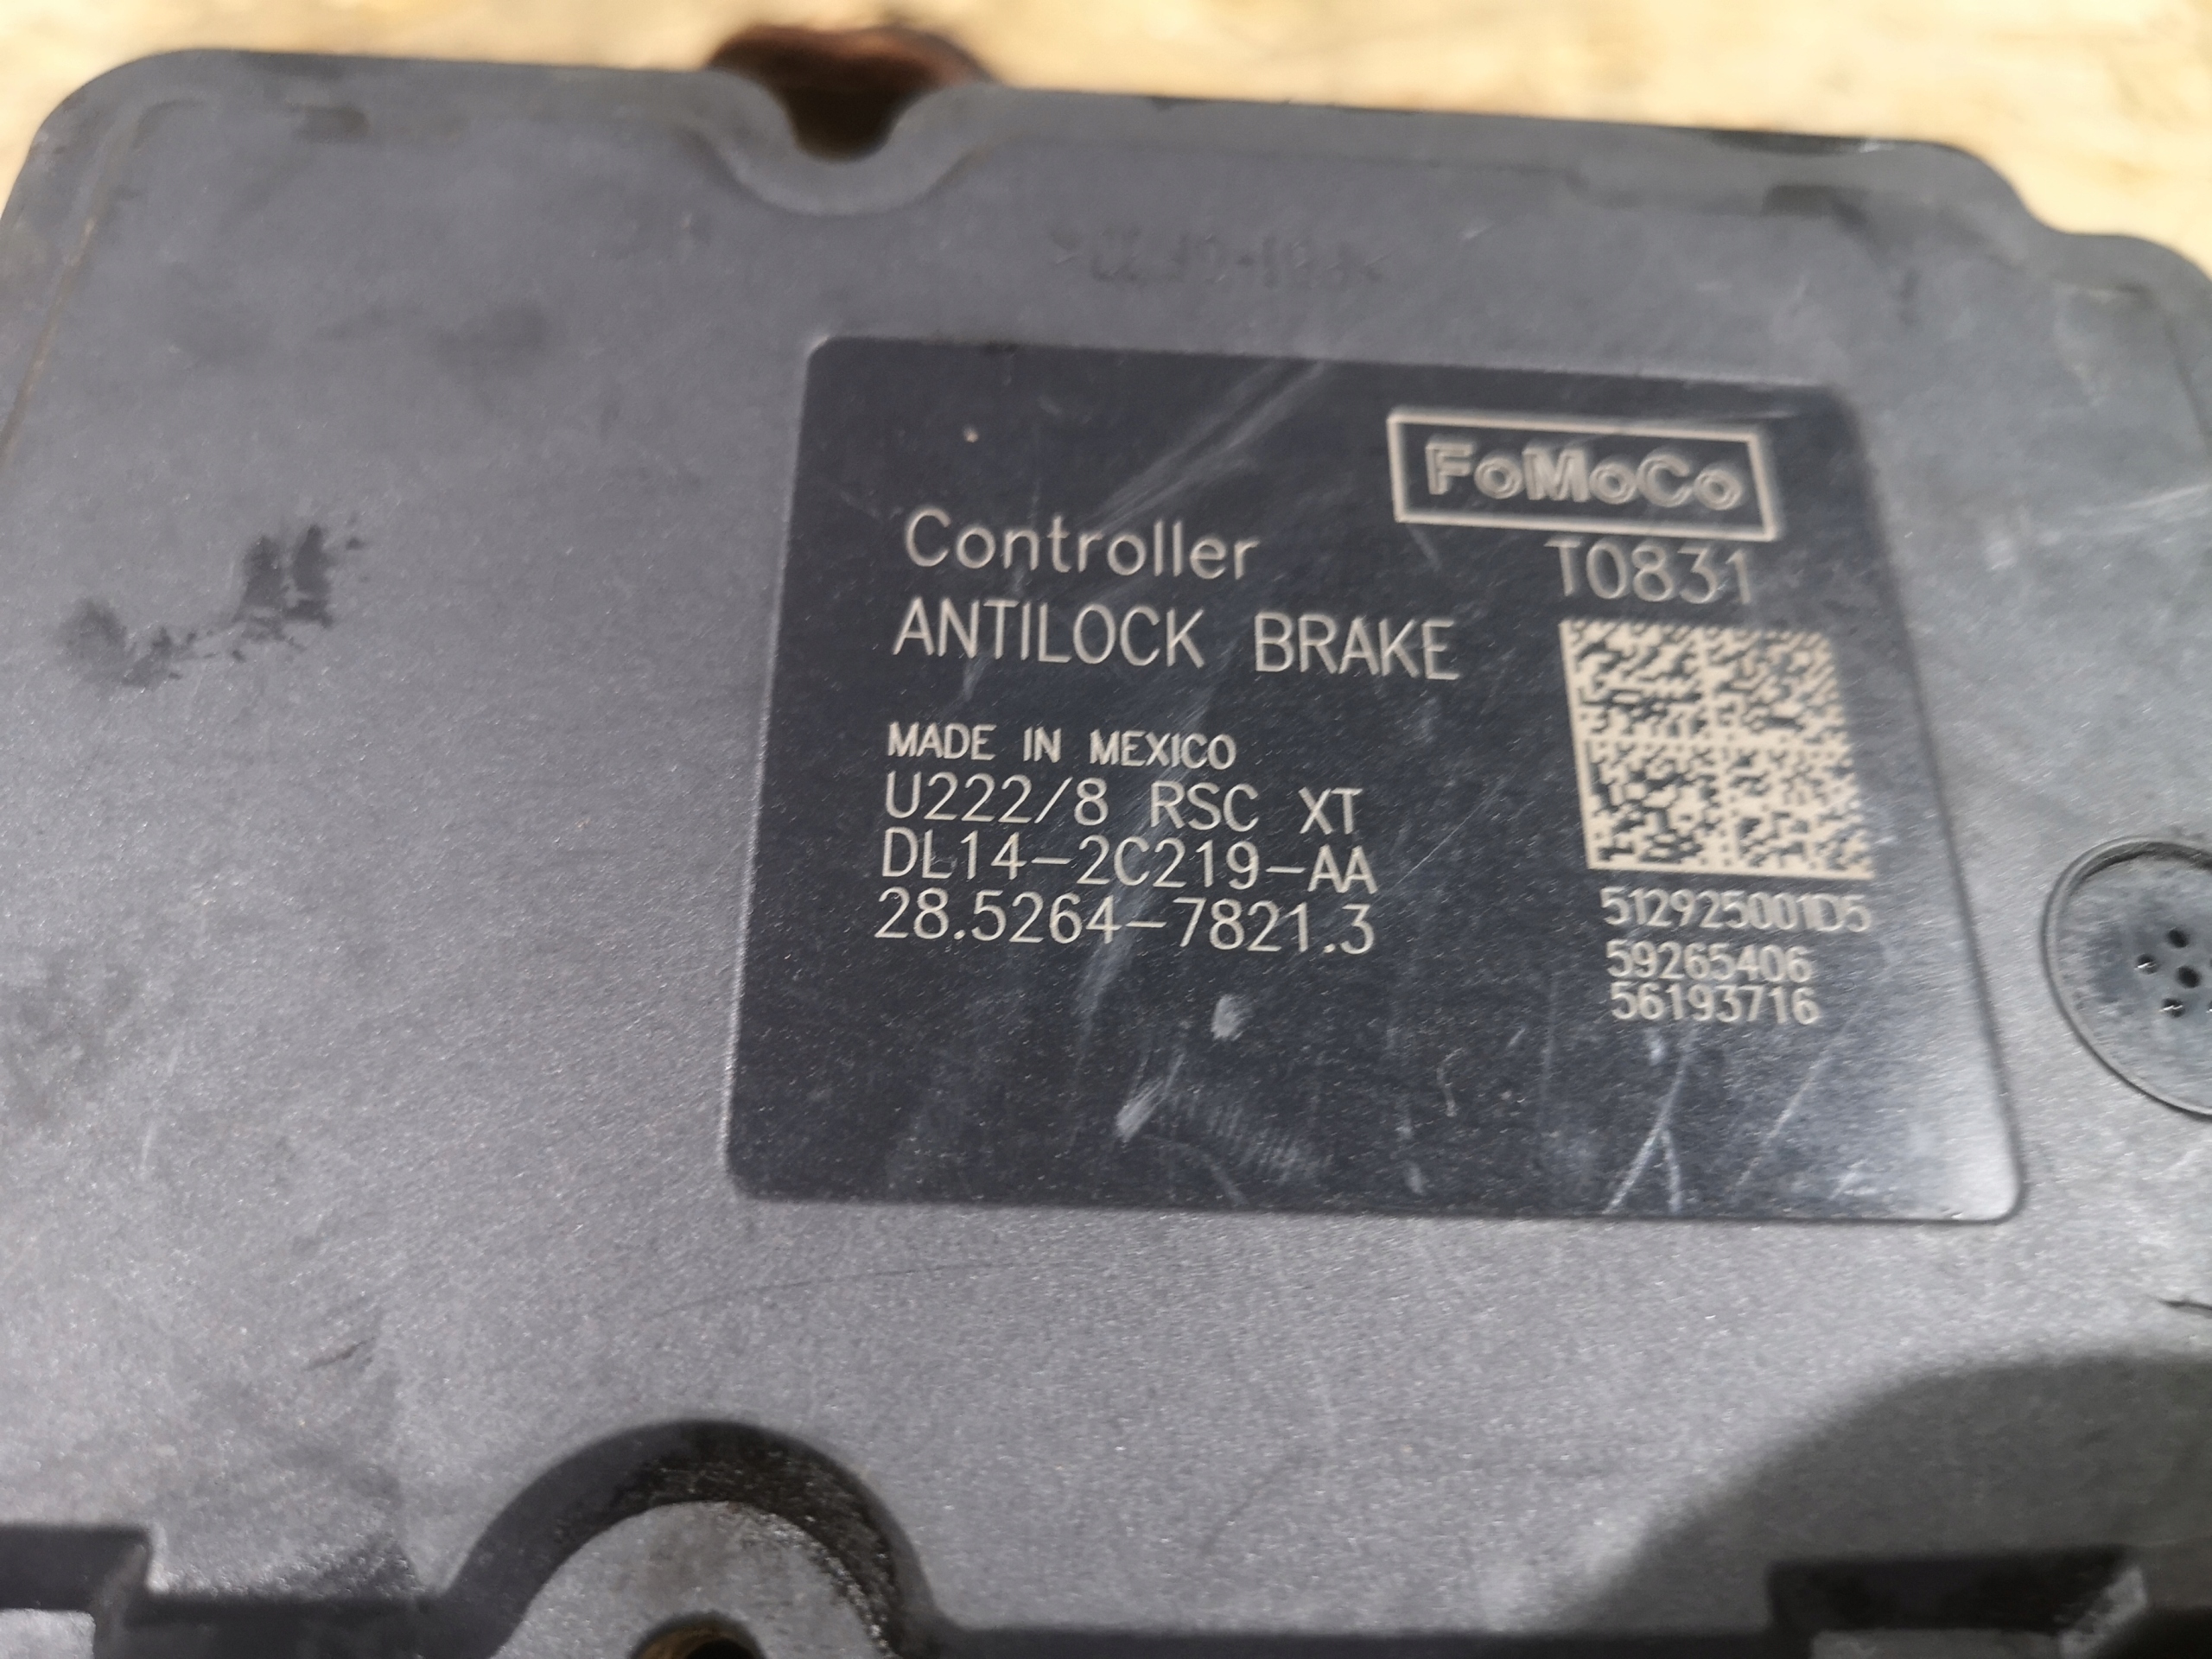 FoMoCo
Controller
T0831
ANTILOCK BRAKE
MADE IN MEXICO
U222/8 RSC XT
DL14-2C219-AA
28.5264-7821.3
512925001D5
59265406
56193716